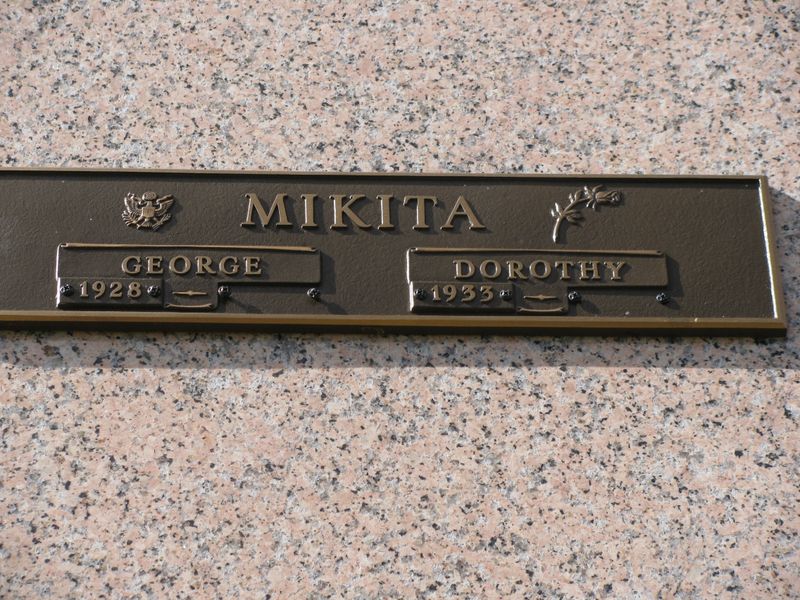 MIKITA
GEORGE
1928
DOROTHY
1933